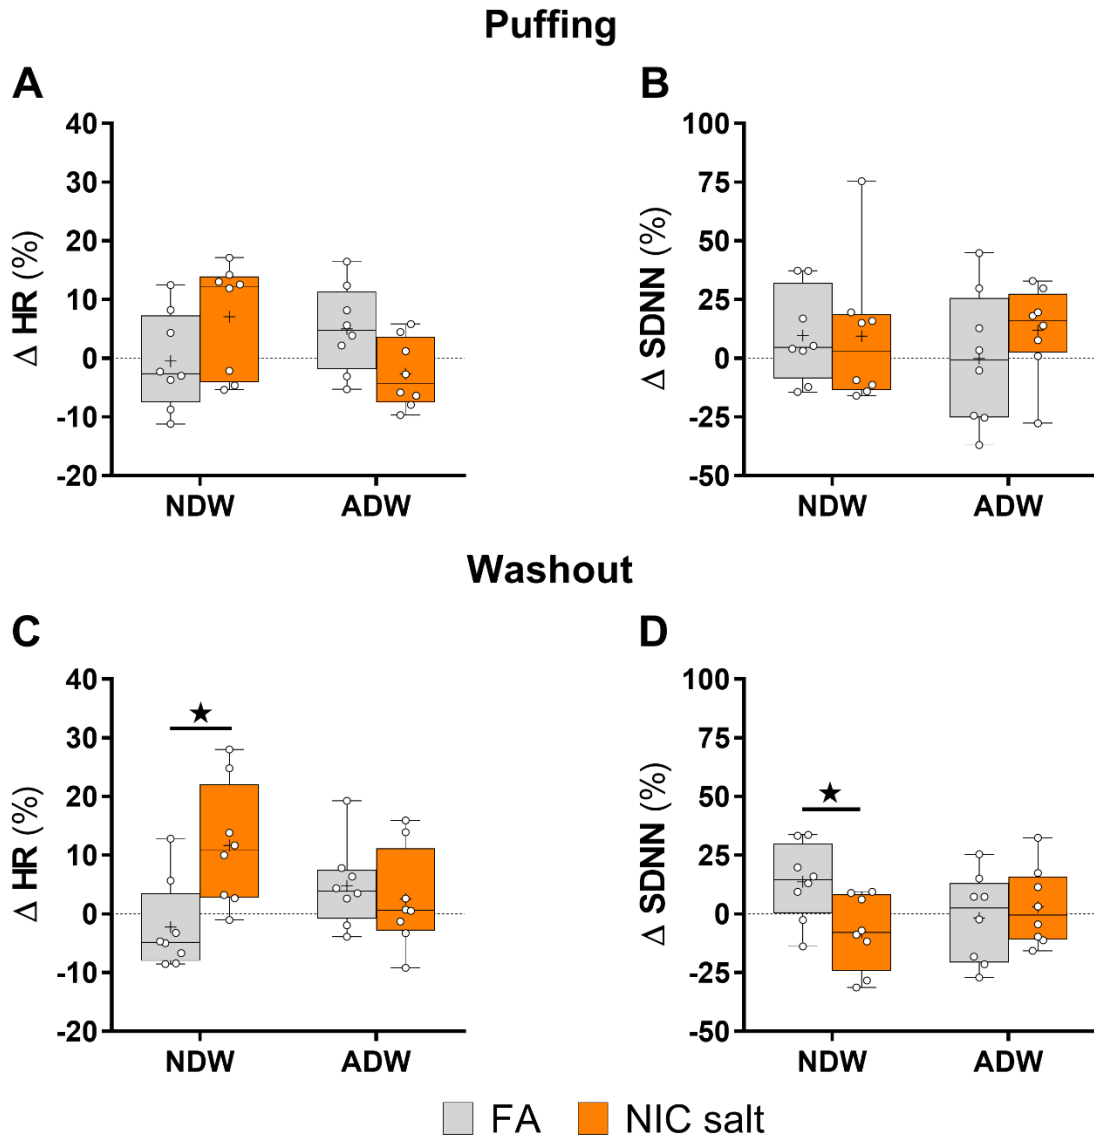 Puffing
A
B
Δ HR (%)
40
30
20
10
0
-10
-20
NDW
ADW
Δ SDNN (%)
100
75
50
25
0
-25
-50
NDW
ADW
Washout
C
D
Δ HR (%)
40
30
20
10
0
-10
-20
★
NDW
ADW
Δ SDNN (%)
100
75
50
25
0
-25
-50
★
NDW
ADW
FA
NIC salt